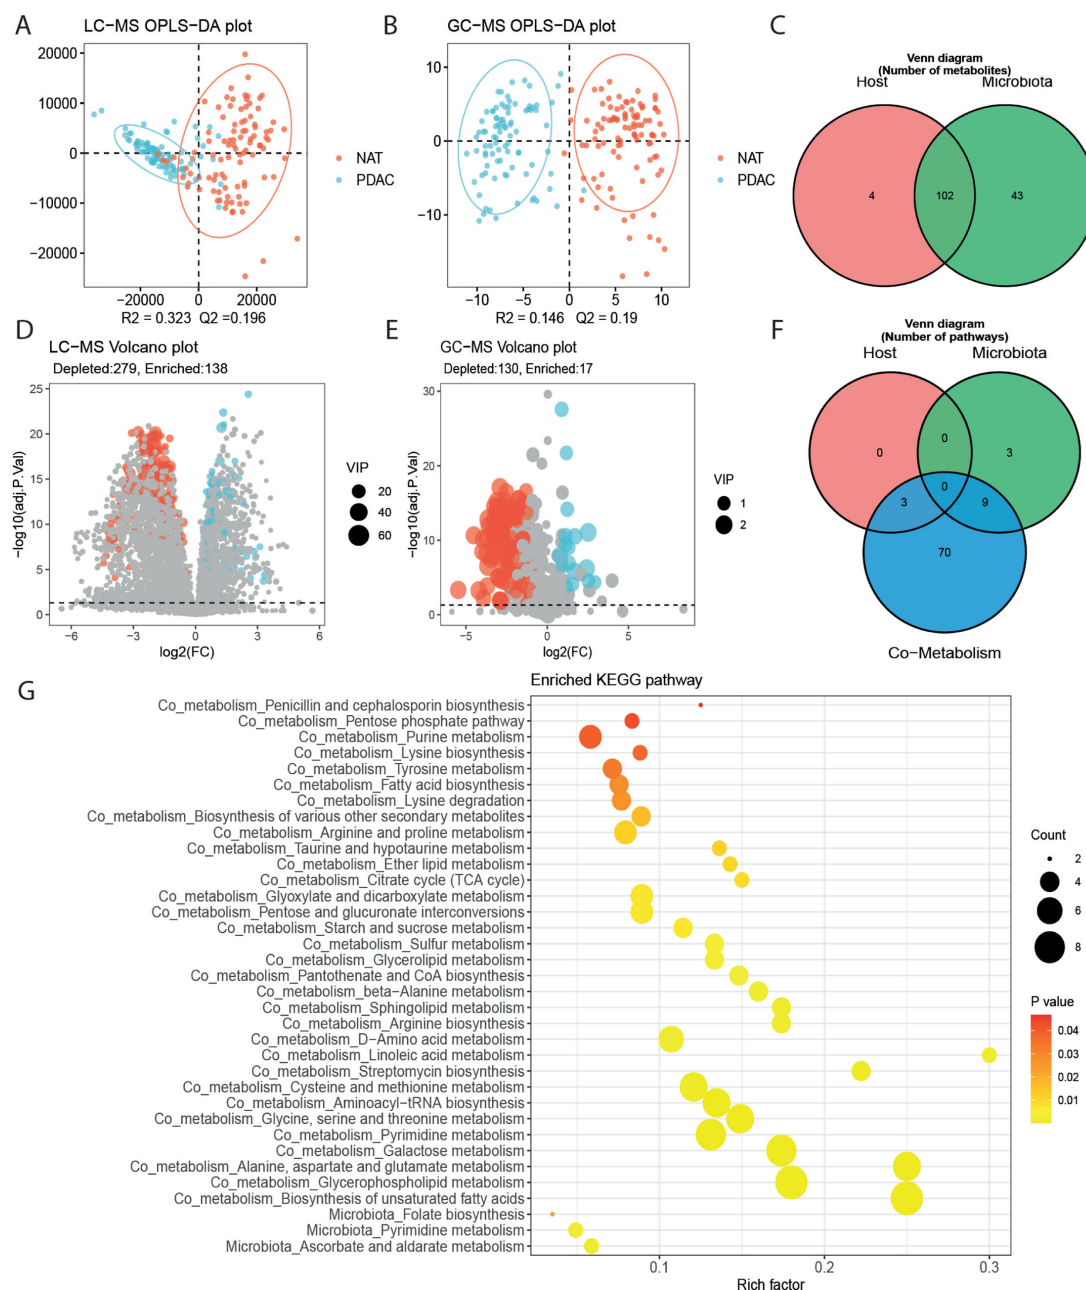 A
LC−MS OPLS−DA plot
20000
10000
0
−10000
−20000
−20000
0
20000
R2 = 0.323 Q2 =0.196
NAT
PDAC
B
GC−MS OPLS−DA plot
10
0
−10
−10
−5
0
5
10
R2 = 0.146 Q2 = 0.19
NAT
PDAC
C
Venn diagram
(Number of metabolites)
Host
Microbiota
4
102
43
D
LC−MS Volcano plot
Depleted:279, Enriched:138
−log10(adj.P.Val)
25
20
15
10
5
0
−6
−3
0
3
6
log2(FC)
VIP
20
40
60
E
GC−MS Volcano plot
Depleted:130, Enriched:17
−log10(adj.P.Val)
30
20
10
0
−5
0
5
log2(FC)
VIP
1
2
F
Venn diagram
(Number of pathways)
Host
Microbiota
0
0
3
0
3
9
70
Co−Metabolism
G
Enriched KEGG pathway
Co_metabolism_Penicillin and cephalosporin biosynthesis
Co_metabolism_Pentose phosphate pathway
Co_metabolism_Purine metabolism
Co_metabolism_Lysine biosynthesis
Co_metabolism_Tyrosine metabolism
Co_metabolism_Fatty acid biosynthesis
Co_metabolism_Lysine degradation
Co_metabolism_Biosynthesis of various other secondary metabolites
Co_metabolism_Arginine and proline metabolism
Co_metabolism_Taurine and hypotaurine metabolism
Co_metabolism_Ether lipid metabolism
Co_metabolism_Citrate cycle (TCA cycle)
Co_metabolism_Glyoxylate and dicarboxylate metabolism
Co_metabolism_Pentose and glucuronate interconversions
Co_metabolism_Starch and sucrose metabolism
Co_metabolism_Sulfur metabolism
Co_metabolism_Glycerolipid metabolism
Co_metabolism_Pantothenate and CoA biosynthesis
Co_metabolism_beta−Alanine metabolism
Co_metabolism_Sphingolipid metabolism
Co_metabolism_Arginine biosynthesis
Co_metabolism_D−Amino acid metabolism
Co_metabolism_Linoleic acid metabolism
Co_metabolism_Streptomycin biosynthesis
Co_metabolism_Cysteine and methionine metabolism
Co_metabolism_Aminoacyl−tRNA biosynthesis
Co_metabolism_Glycine, serine and threonine metabolism
Co_metabolism_Pyrimidine metabolism
Co_metabolism_Galactose metabolism
Co_metabolism_Alanine, aspartate and glutamate metabolism
Co_metabolism_Glycerophospholipid metabolism
Co_metabolism_Biosynthesis of unsaturated fatty acids
Microbiota_Folate biosynthesis
Microbiota_Pyrimidine metabolism
Microbiota_Ascorbate and aldarate metabolism
0.1
0.2
0.3
Rich factor
Count
2
4
6
8
P value
0.04
0.03
0.02
0.01